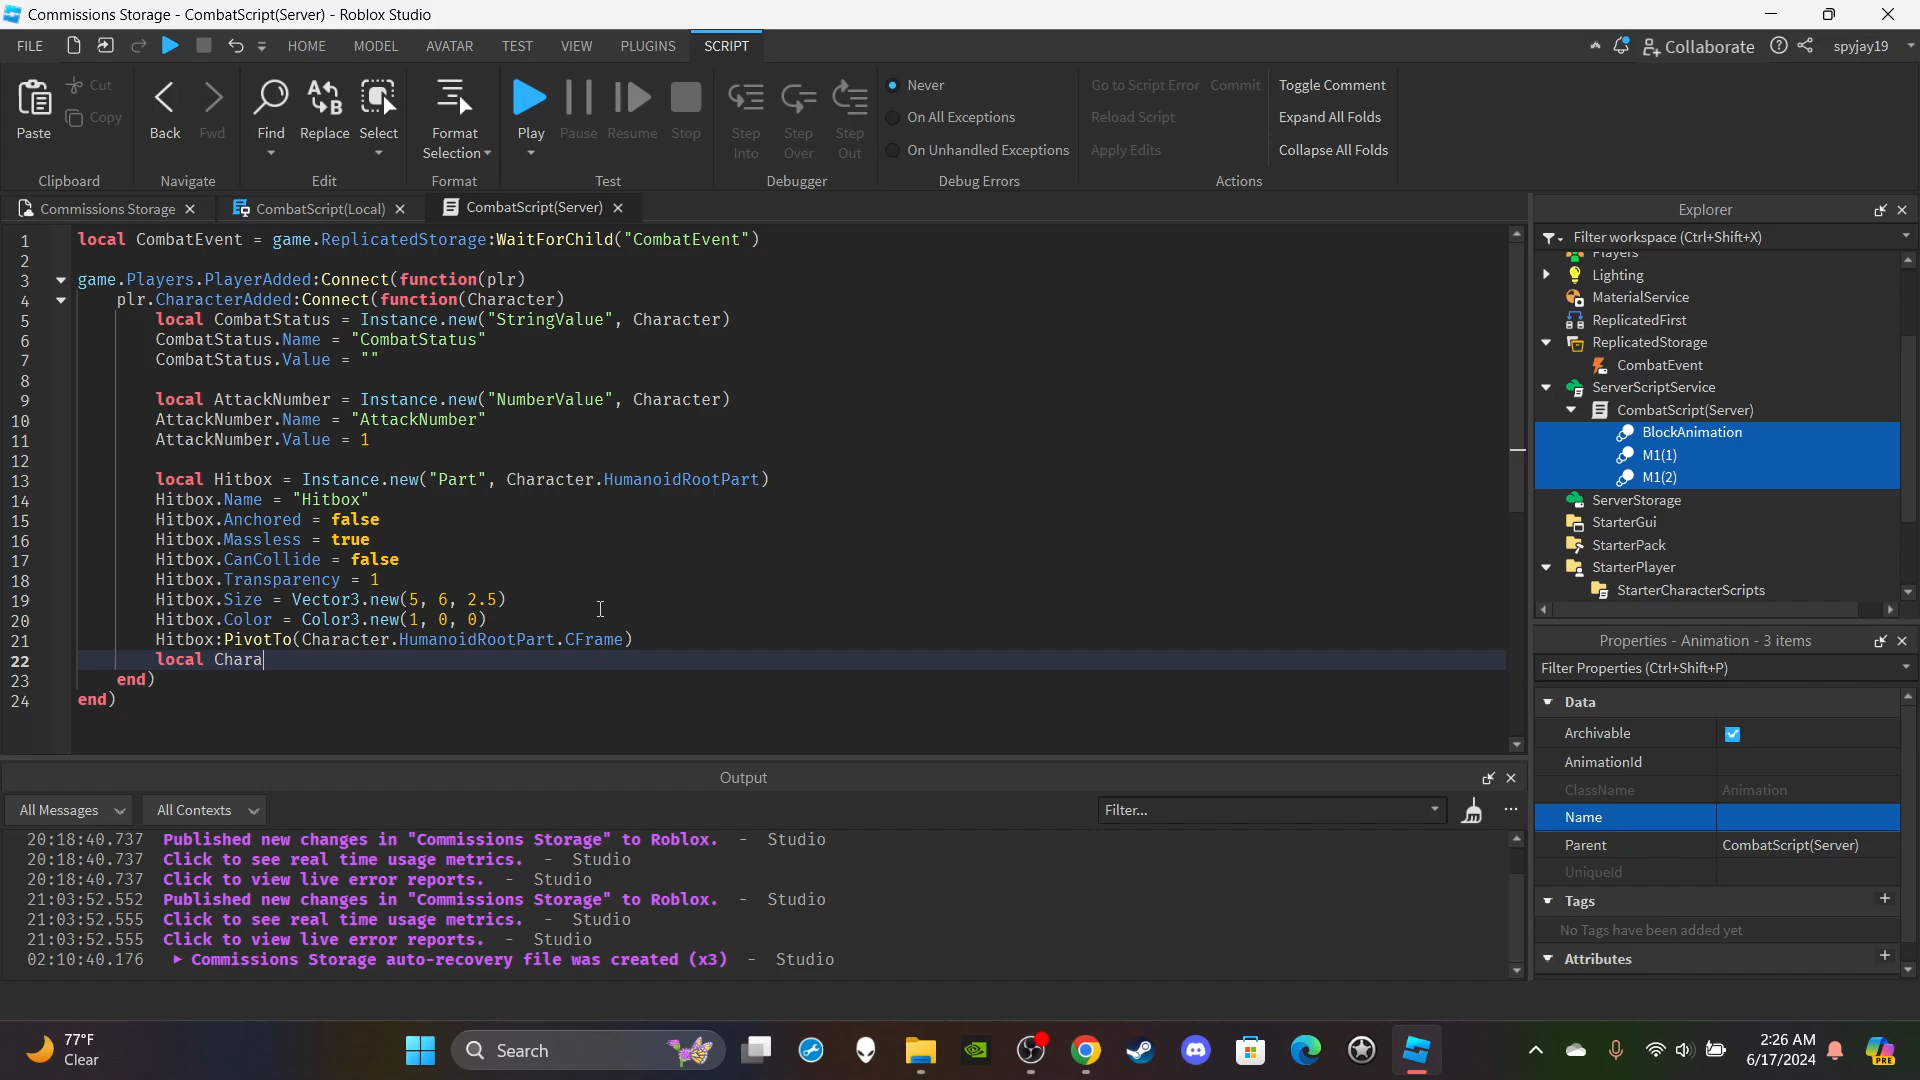 Commissions Storage - CombatScript(Server) - Roblox Studio
FILE HOME MODEL AVATAR TEST VIEW PLUGINS SCRIPT Collaborate spyjay19
Paste Cut Copy Back Fwd Find Replace Select Format Selection Play Pause Resume Stop Step Into Step Over Step Out
Never Go to Script Error Commit Toggle Comment
On All Exceptions Reload Script Expand All Folds
On Unhandled Exceptions Apply Edits Collapse All Folds
Clipboard Navigate Edit Format Test Debugger Debug Errors Actions
Commissions Storage CombatScript(Local) CombatScript(Server)
1 local CombatEvent = game.ReplicatedStorage:WaitForChild("CombatEvent")
2
3 game.Players.PlayerAdded:Connect(function(plr)
4 plr.CharacterAdded:Connect(function(Character)
5 local CombatStatus = Instance.new("StringValue", Character)
6 CombatStatus.Name = "CombatStatus"
7 CombatStatus.Value = ""
8
9 local AttackNumber = Instance.new("NumberValue", Character)
10 AttackNumber.Name = "AttackNumber"
11 AttackNumber.Value = 1
12
13 local Hitbox = Instance.new("Part", Character.HumanoidRootPart)
14 Hitbox.Name = "Hitbox"
15 Hitbox.Anchored = false
16 Hitbox.Massless = true
17 Hitbox.CanCollide = false
18 Hitbox.Transparency = 1
19 Hitbox.Size = Vector3.new(5, 6, 2.5)
20 Hitbox.Color = Color3.new(1, 0, 0)
21 Hitbox:PivotTo(Character.HumanoidRootPart.CFrame)
22 local Chara
23 end)
24 end)
Explorer
Filter workspace (Ctrl+Shift+X)
Players
Lighting
MaterialService
ReplicatedFirst
ReplicatedStorage
CombatEvent
ServerScriptService
CombatScript(Server)
BlockAnimation
M1(1)
M1(2)
ServerStorage
StarterGui
StarterPack
StarterPlayer
StarterCharacterScripts
Properties - Animation - 3 items
Filter Properties (Ctrl+Shift+P)
Data
Archivable
AnimationId
ClassName Animation
Name
Parent CombatScript(Server)
UniqueId
Tags
No Tags have been added yet
Attributes
Output
All Messages All Contexts Filter...
20:18:40.737 Published new changes in "Commissions Storage" to Roblox. - Studio
20:18:40.737 Click to see real time usage metrics. - Studio
20:18:40.737 Click to view live error reports. - Studio
21:03:52.552 Published new changes in "Commissions Storage" to Roblox. - Studio
21:03:52.555 Click to see real time usage metrics. - Studio
21:03:52.555 Click to view live error reports. - Studio
02:10:40.176 Commissions Storage auto-recovery file was created (x3) - Studio
77°F
Clear
Search
PRE
2:26 AM
6/17/2024